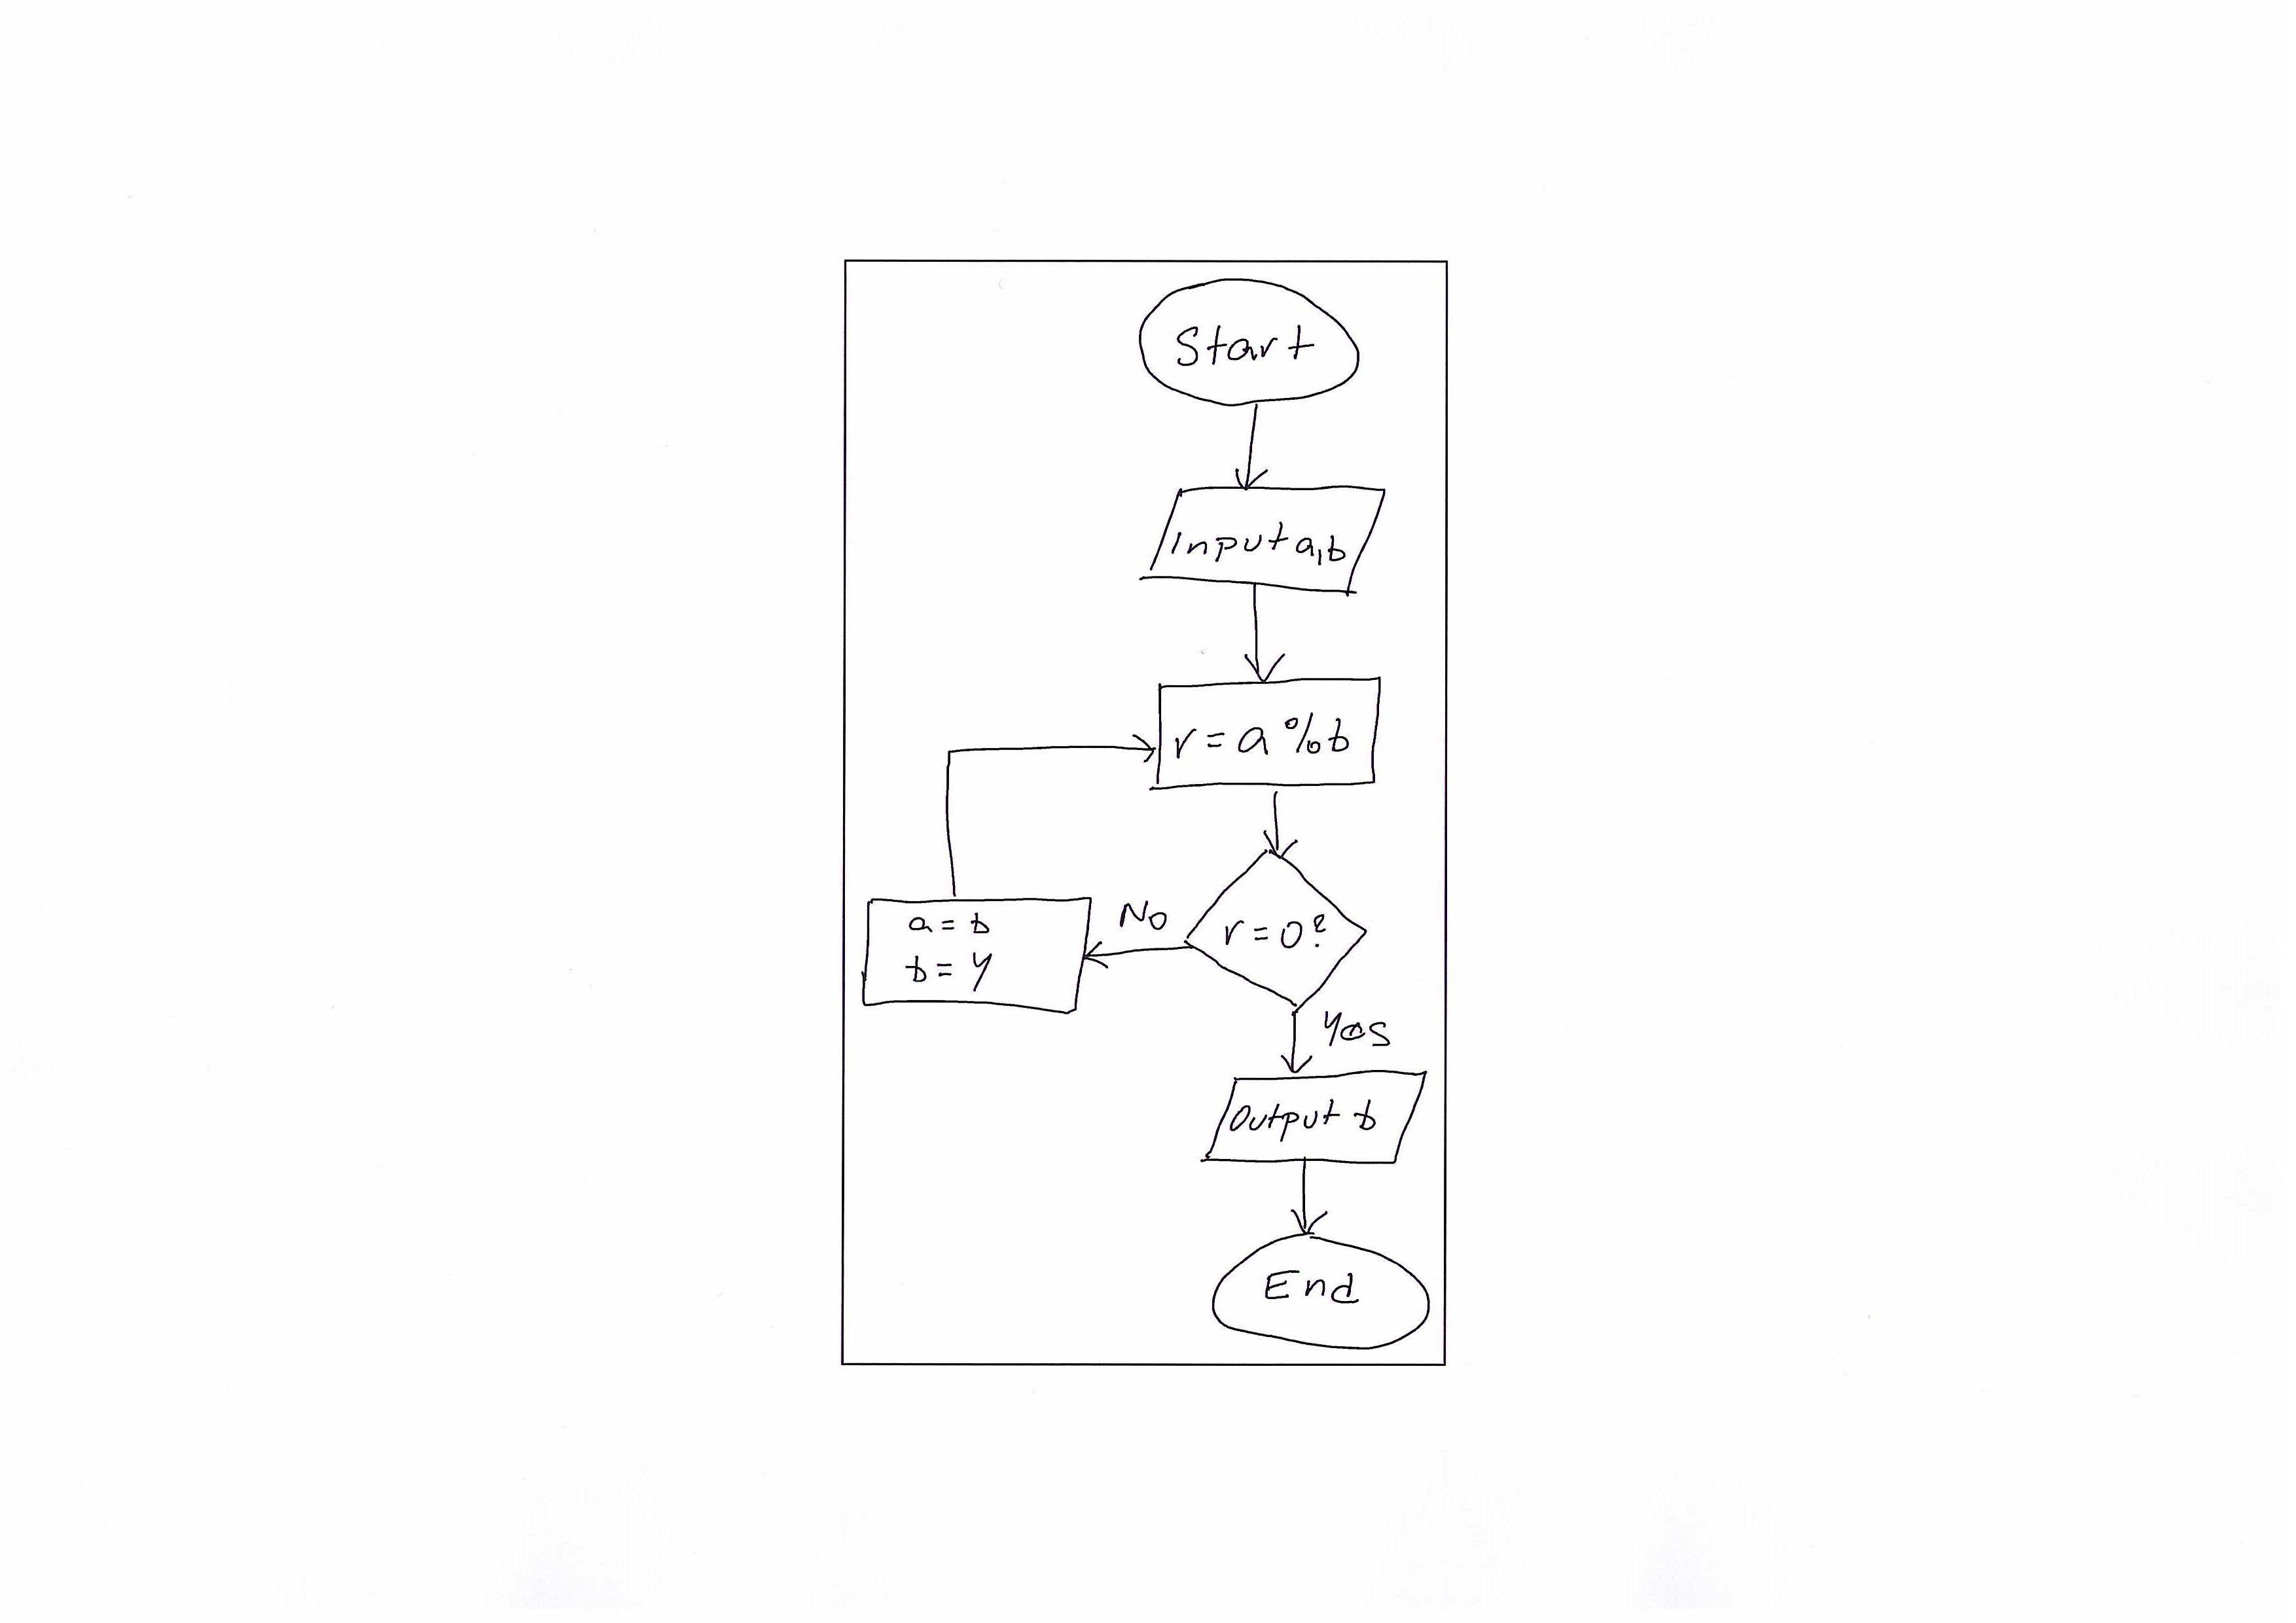 Start
Input a,b
r = a % b
r = 0?
No
a = b
b = y
Yes
Output b
End